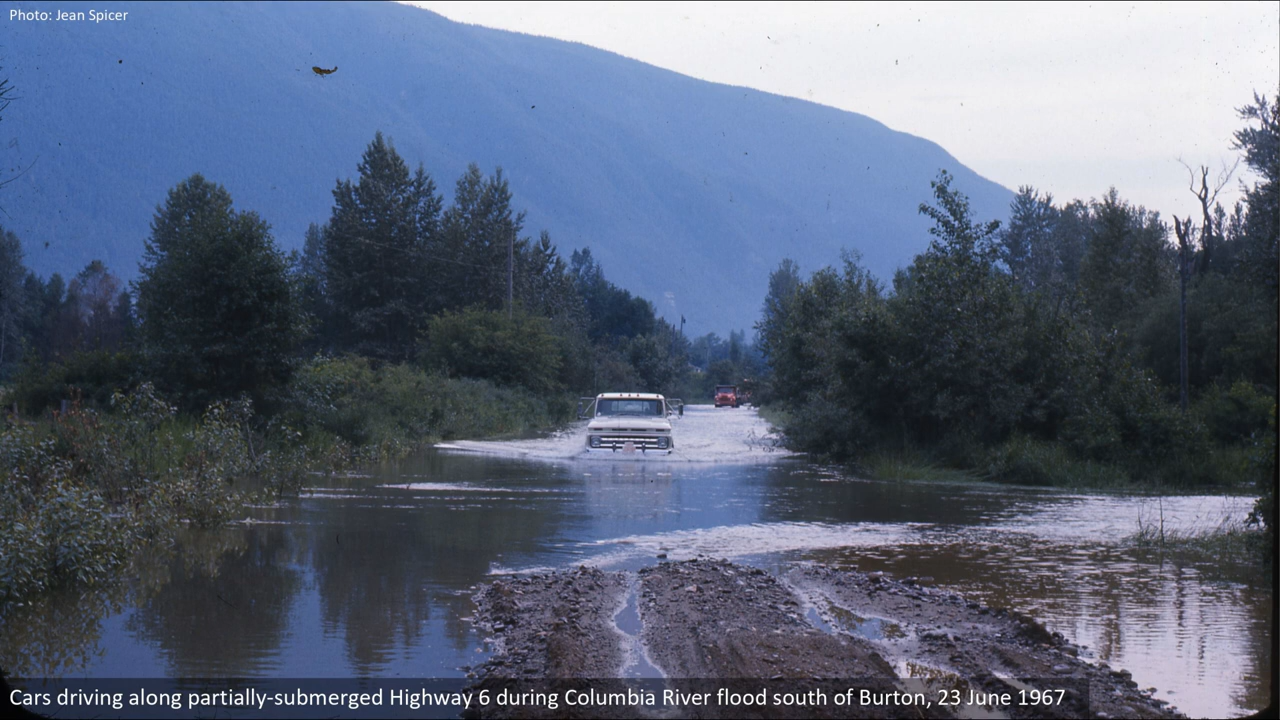 Photo: Jean Spicer
Cars driving along partially-submerged Highway 6 during Columbia River flood south of Burton, 23 June 1967